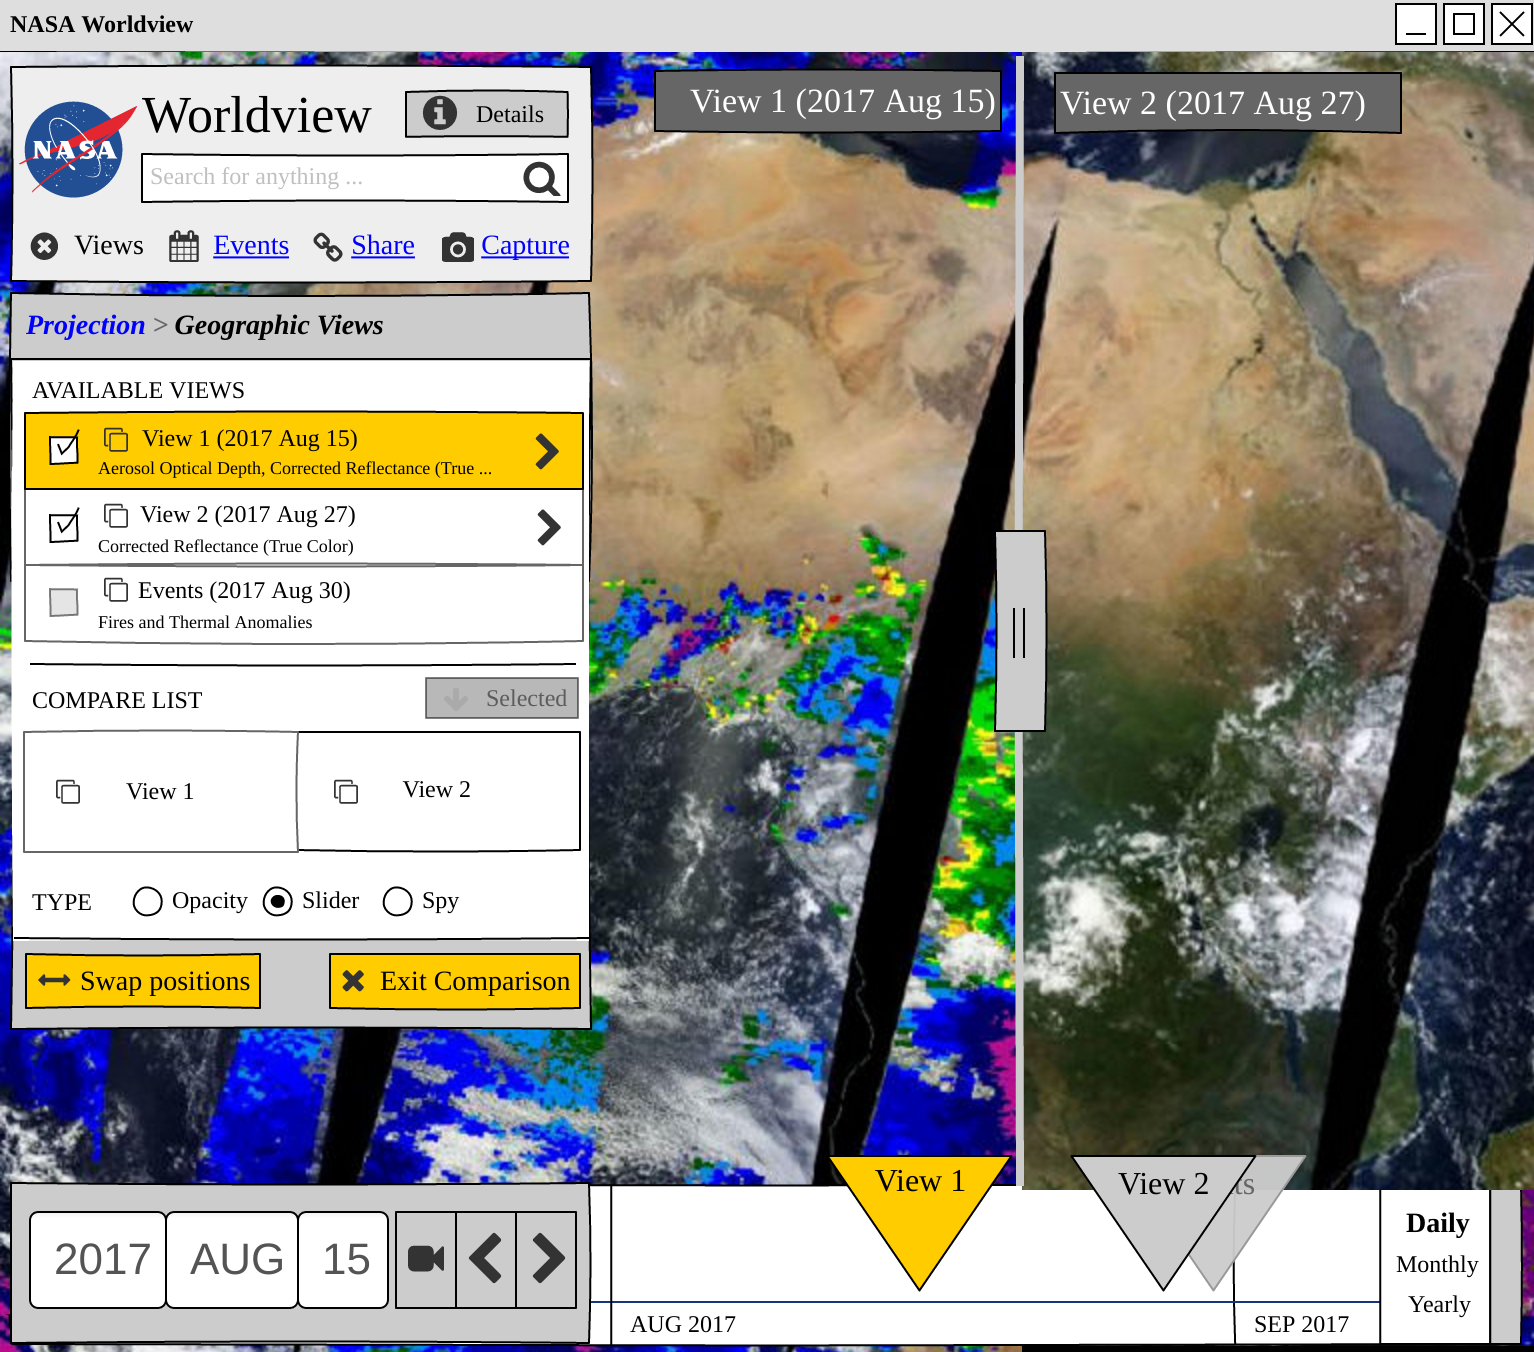 NASA Worldview
View 1 (2017 Aug 15)
View 2 (2017 Aug 27)
NASA
Worldview
Details
Search for anything ...
Views
Events
Share
Capture
Projection > Geographic Views
AVAILABLE VIEWS
View 1 (2017 Aug 15)
Aerosol Optical Depth, Corrected Reflectance (True ...
View 2 (2017 Aug 27)
Corrected Reflectance (True Color)
Events (2017 Aug 30)
Fires and Thermal Anomalies
COMPARE LIST
Selected
View 1
View 2
TYPE
Opacity
Slider
Spy
Swap positions
Exit Comparison
View 1
View 2
ts
2017
AUG
15
AUG 2017
SEP 2017
Daily
Monthly
Yearly